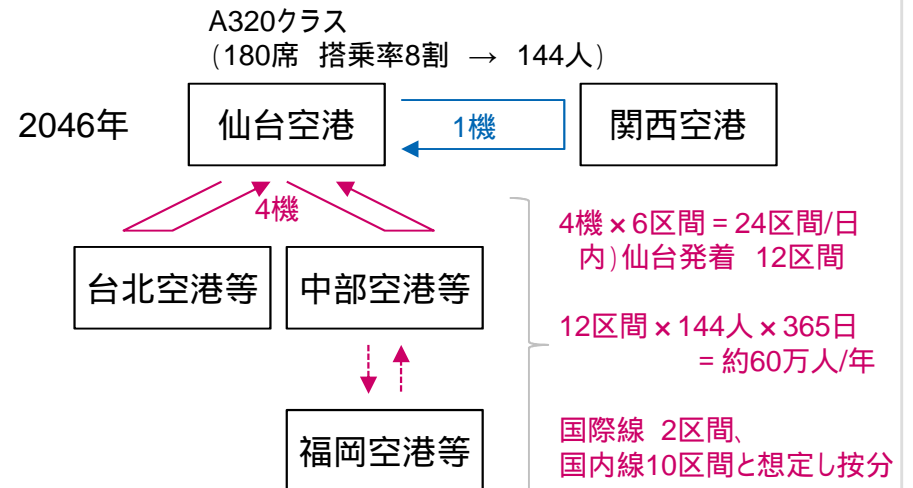 A320クラス
(180席 搭乗率8割 → 144人)
2046年
仙台空港
1機
関西空港
4機
台北空港等
中部空港等
福岡空港等
4機×6区間=24区間/日
内)仙台発着 12区間
12区間×144人×365日
=約60万人/年
国際線 2区間、
国内線10区間と想定し按分